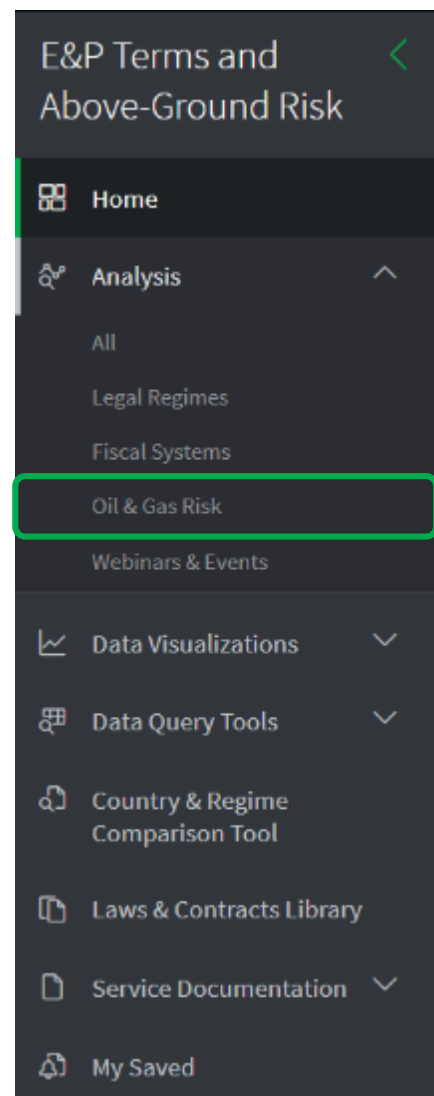 E&P Terms and
Above-Ground Risk
Home
Analysis
All
Legal Regimes
Fiscal Systems
Oil & Gas Risk
Webinars & Events
Data Visualizations
Data Query Tools
Country & Regime
Comparison Tool
Laws & Contracts Library
Service Documentation
My Saved